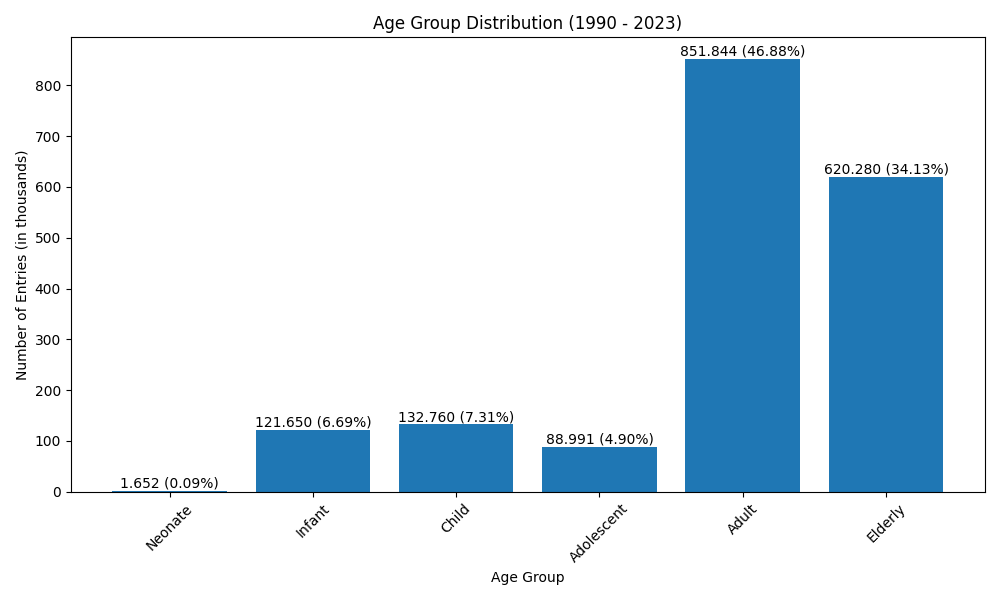 Age Group Distribution (1990 - 2023)
Number of Entries (in thousands)
800
700
600
500
400
300
200
100
0
1.652 (0.09%)
121.650 (6.69%)
132.760 (7.31%)
88.991 (4.90%)
851.844 (46.88%)
620.280 (34.13%)
Neonate
Infant
Child
Adolescent
Adult
Elderly
Age Group